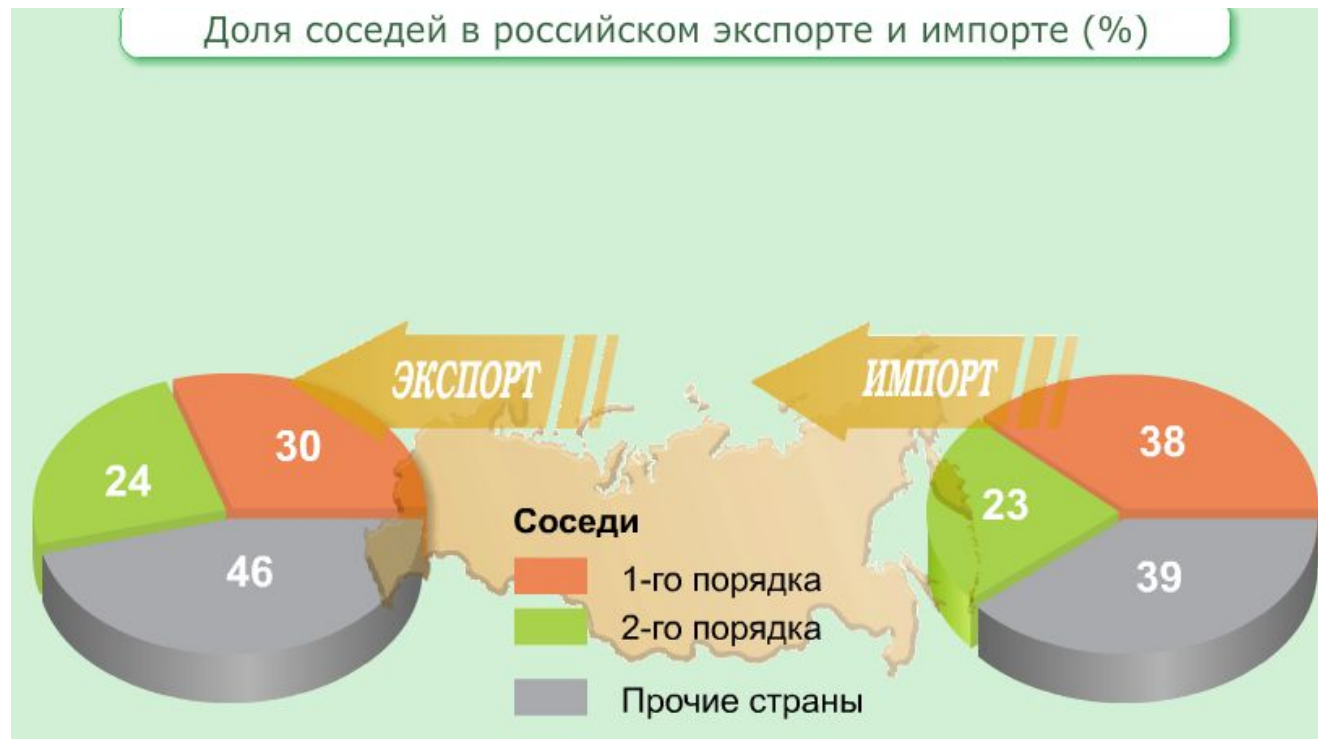 Доля соседей в российском экспорте и импорте (%)
ЭКСПОРТ
ИМПОРТ
30
24
46
38
23
39
Соседи
1-го порядка
2-го порядка
Прочие страны